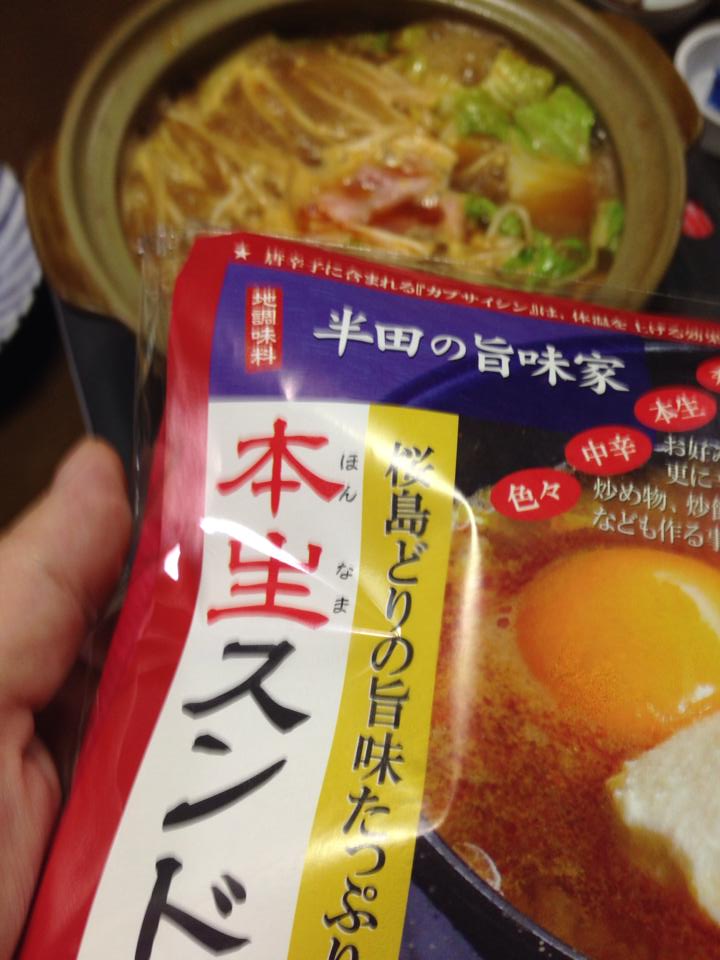 ★ 唐辛子に含まれる『カプサイシン』は、体温を上げる効
地調味料
半田の旨味家
本生
中辛
色々
お好
更に
炒め物、炒飯
なども作る事
桜島どりの旨味たっぷり
本生スンド
ほん
なま